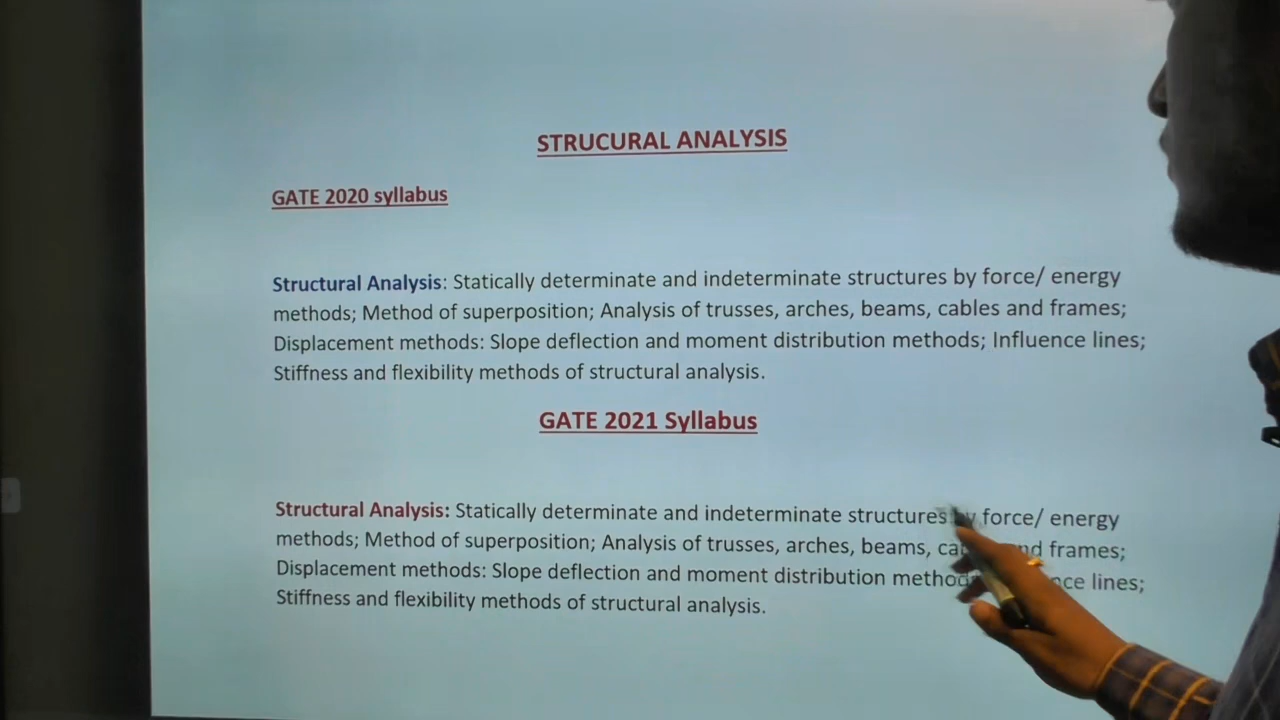 STRUCURAL ANALYSIS
GATE 2020 syllabus
Structural Analysis: Statically determinate and indeterminate structures by force/ energy
methods; Method of superposition; Analysis of trusses, arches, beams, cables and frames;
Displacement methods: Slope deflection and moment distribution methods; Influence lines;
Stiffness and flexibility methods of structural analysis.
GATE 2021 Syllabus
Structural Analysis: Statically determinate and indeterminate structures by force/ energy
methods; Method of superposition; Analysis of trusses, arches, beams, and frames;
Displacement methods: Slope deflection and moment distribution lines;
Stiffness and flexibility methods of structural analysis.